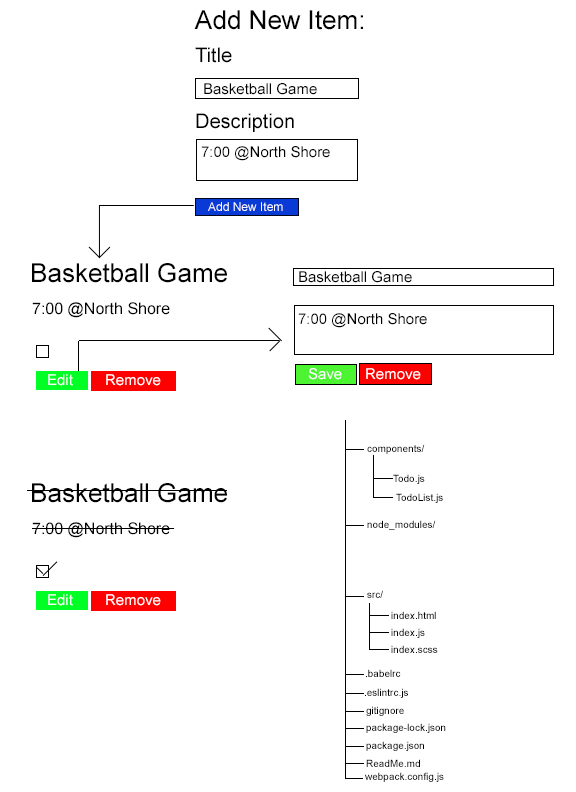 Add New Item:
Title
Basketball Game
Description
7:00 @North Shore
Add New Item
Basketball Game
7:00 @North Shore
Edit
Remove
Basketball Game
7:00 @North Shore
Save
Remove
Basketball Game
7:00 @North Shore
Edit
Remove
components/
Todo.js
TodoList.js
node_modules/
src/
index.html
index.js
index.scss
.babelrc
.eslintrc.js
gitignore
package-lock.json
package.json
ReadMe.md
webpack.config.js